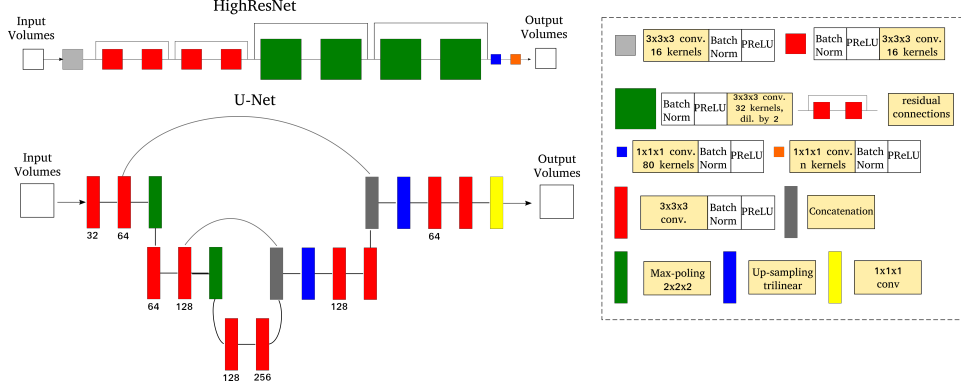 HighResNet
Input
Volumes
Output
Volumes
U-Net
Input
Volumes
Output
Volumes
32
64
64
64
128
128
128
256
3x3x3 conv.
16 kernels
Batch
Norm
PReLU
Batch
Norm
PReLU
3x3x3 conv.
16 kernels
Batch
Norm
PReLU
3x3x3 conv.
32 kernels,
dil. by 2
residual
connections
1x1x1 conv.
80 kernels
Batch
Norm
PReLU
1x1x1 conv.
n kernels
Batch
Norm
PReLU
3x3x3
conv.
Batch
Norm
PReLU
Concatenation
Max-poling
2x2x2
Up-sampling
trilinear
1x1x1
conv